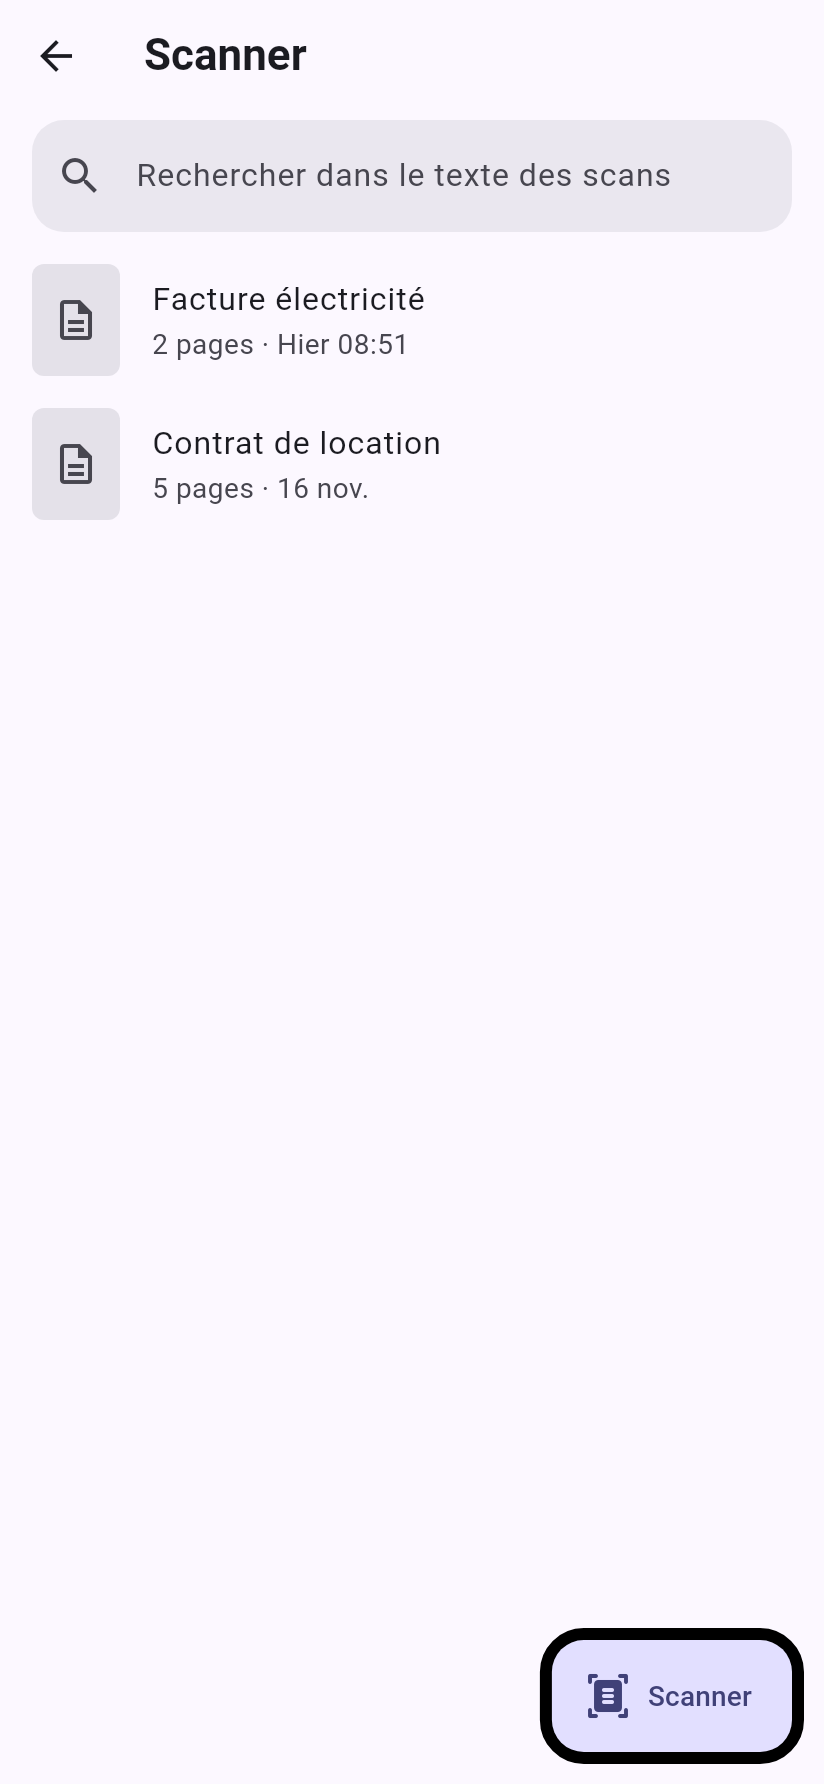 Scanner
Rechercher dans le texte des scans
Facture électricité
2 pages · Hier 08:51
Contrat de location
5 pages · 16 nov.
Scanner